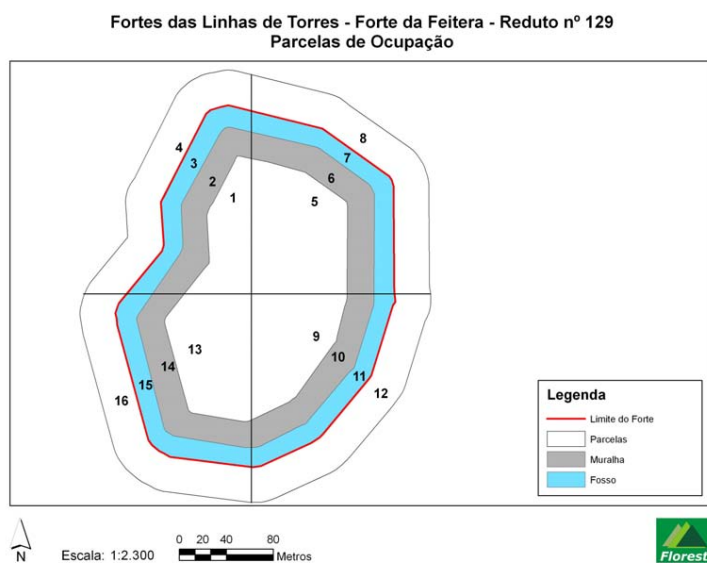 Fortes das Linhas de Torres - Forte da Feitera - Reduto nº 129
Parcelas de Ocupação
4
3
2
1
8
7
6
5
9
10
11
12
13
14
15
16
Legenda
Limite do Forte
Parcelas
Muralha
Fosso
N
Escala: 1:2.300
0 20 40 80
Metros
Florest